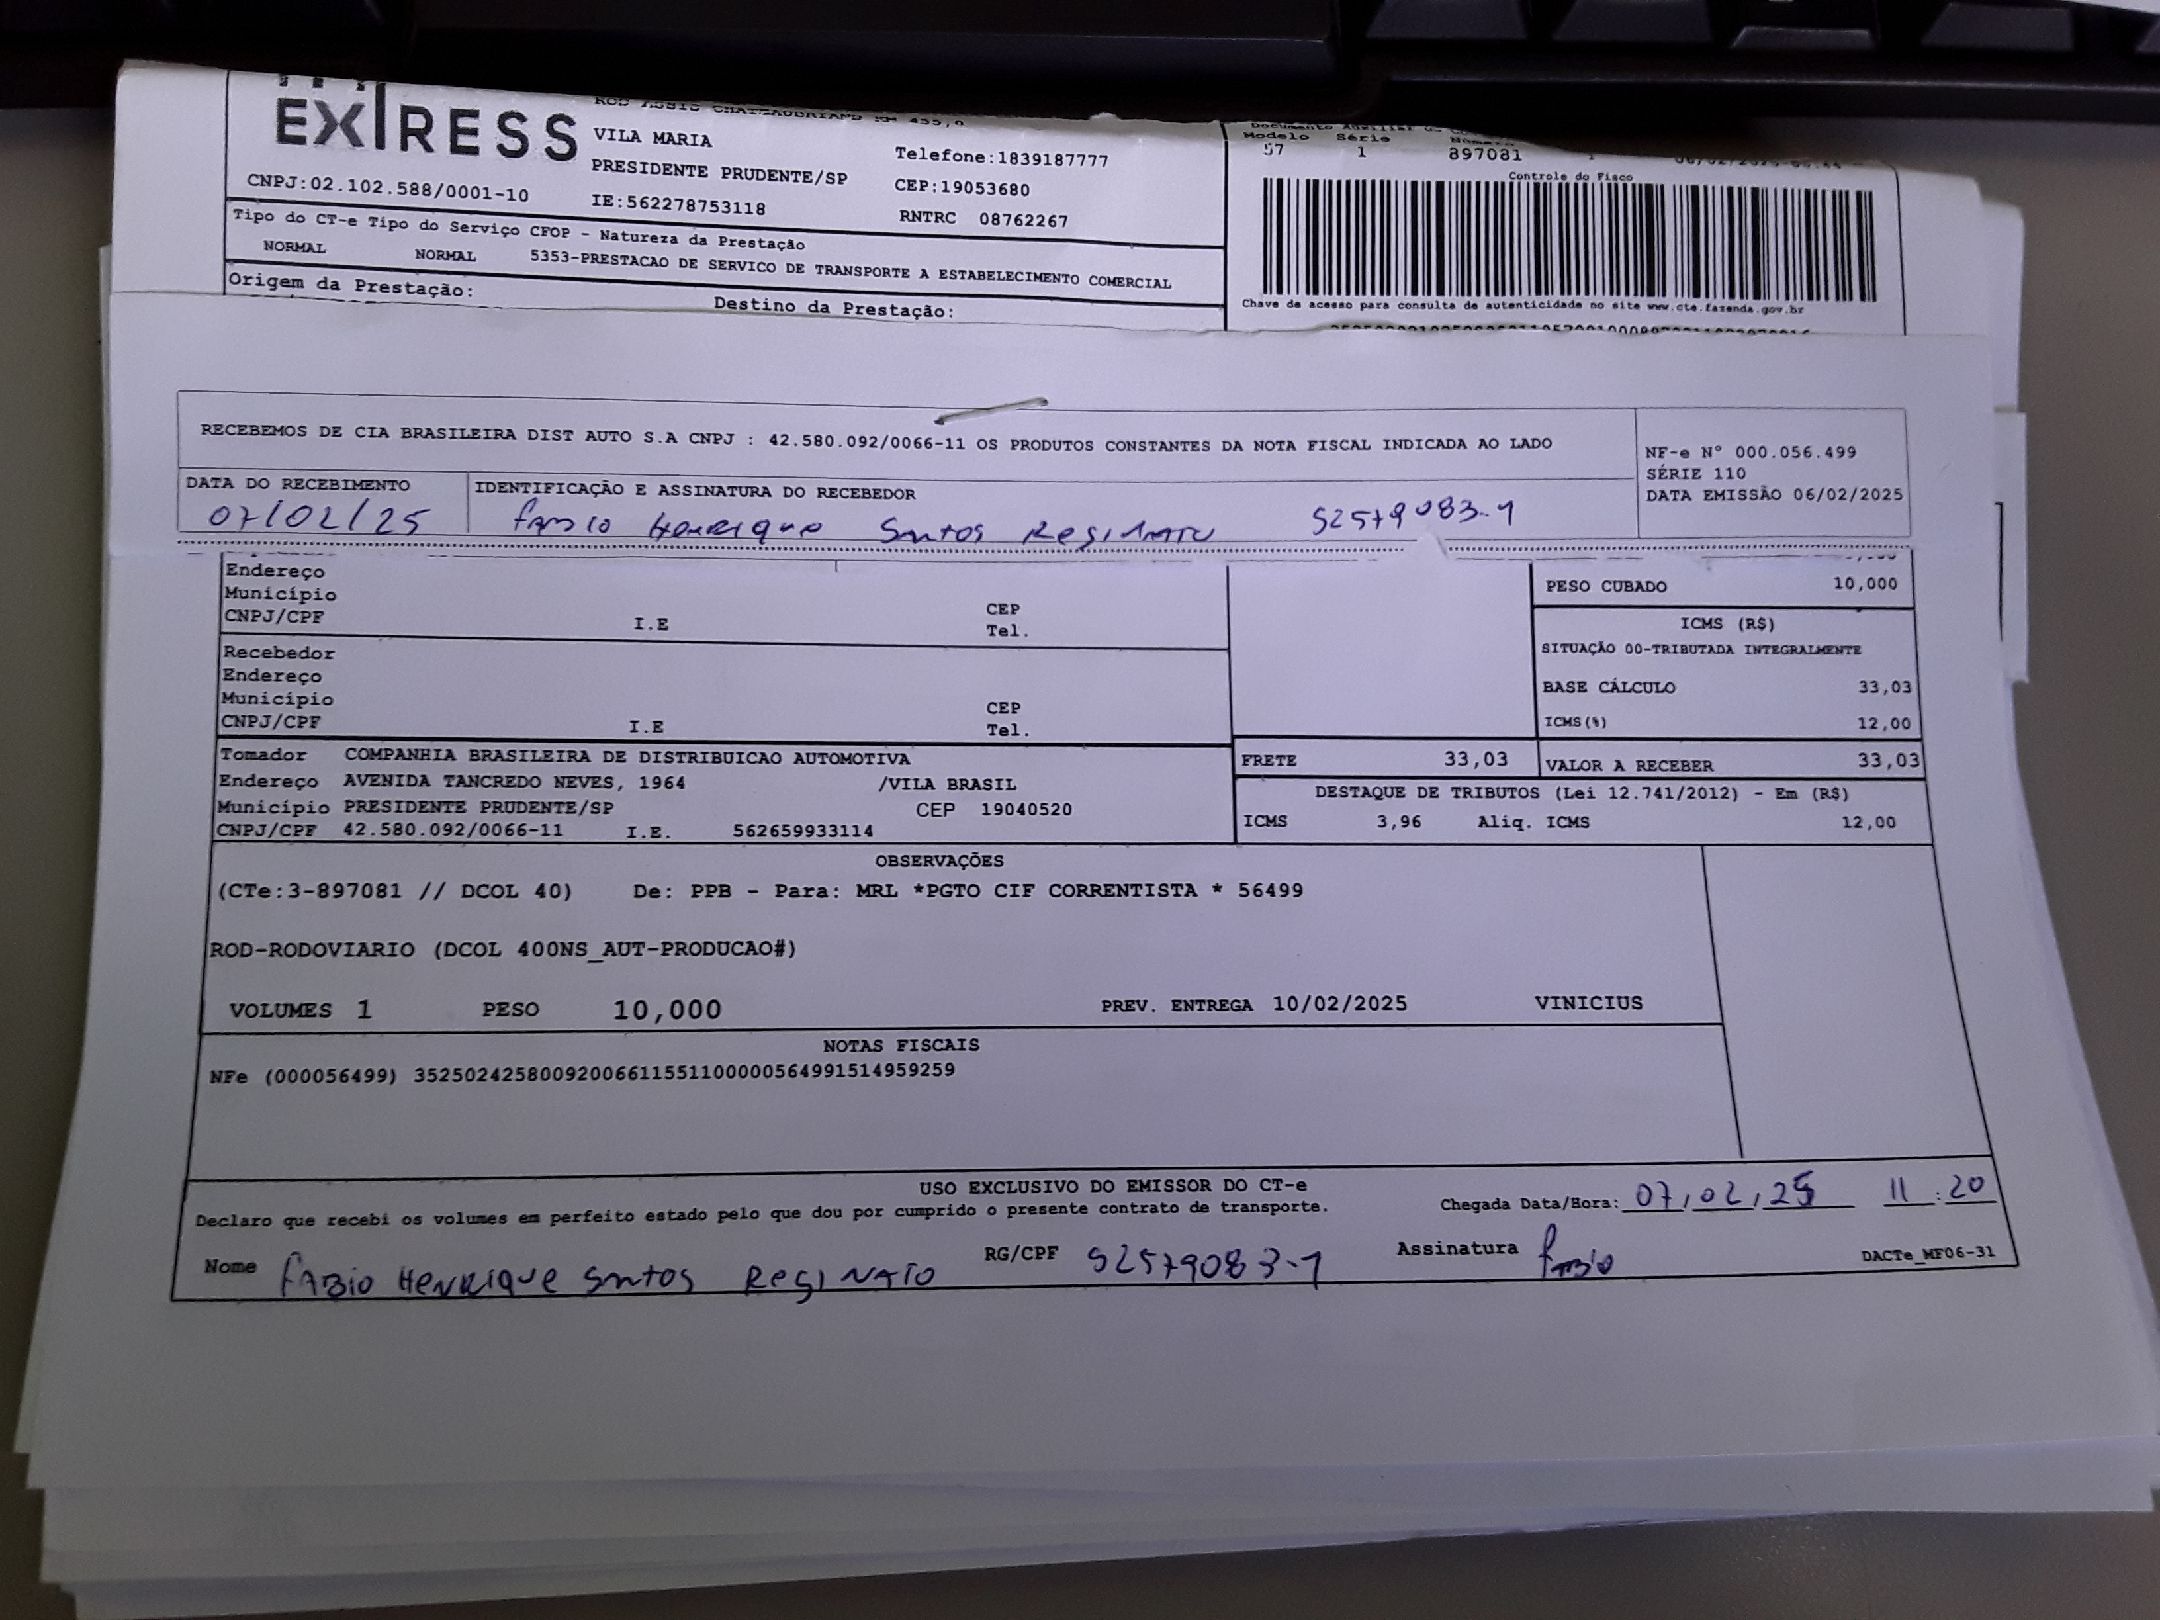 EXPRESS
VILA MARIA
Telefone:1839187777
PRESIDENTE PRUDENTE/SP
CEP:19053680
CNPJ:02.102.588/0001-10
IE:562278753118
RNTRC 08762267
Modelo Série
57 1 897081
Controle do Fisco
Tipo do CT-e Tipo do Serviço CFOP - Natureza da Prestação
NORMAL NORMAL 5353-PRESTACAO DE SERVICO DE TRANSPORTE A ESTABELECIMENTO COMERCIAL
Origem da Prestação: Destino da Prestação:
Chave de acesso para consulta de autenticidade no site www.cte.fazenda.gov.br
RECEBEMOS DE CIA BRASILEIRA DIST AUTO S.A CNPJ : 42.580.092/0066-11 OS PRODUTOS CONSTANTES DA NOTA FISCAL INDICADA AO LADO
NF-e Nº 000.056.499
SÉRIE 110
DATA EMISSÃO 06/02/2025
DATA DO RECEBIMENTO IDENTIFICAÇÃO E ASSINATURA DO RECEBEDOR
07/02/25 Fabio Henrique Santos Reginato 52579083-1
Endereço
Município CEP
CNPJ/CPF I.E Tel.
PESO CUBADO 10,000
Recebedor
Endereço
Município CEP
CNPJ/CPF I.E Tel.
ICMS (R$)
SITUAÇÃO 00-TRIBUTADA INTEGRALMENTE
BASE CÁLCULO 33,03
ICMS(%) 12,00
Tomador COMPANHIA BRASILEIRA DE DISTRIBUICAO AUTOMOTIVA
Endereço AVENIDA TANCREDO NEVES, 1964 /VILA BRASIL
Município PRESIDENTE PRUDENTE/SP CEP 19040520
CNPJ/CPF 42.580.092/0066-11 I.E. 562659933114
FRETE 33,03 VALOR A RECEBER 33,03
DESTAQUE DE TRIBUTOS (Lei 12.741/2012) - Em (R$)
ICMS 3,96 Aliq. ICMS 12,00
OBSERVAÇÕES
(CTe:3-897081 // DCOL 40) De: PPB - Para: MRL *PGTO CIF CORRENTISTA * 56499
ROD-RODOVIARIO (DCOL 400NS_AUT-PRODUCAO#)
VOLUMES 1 PESO 10,000 PREV. ENTREGA 10/02/2025 VINICIUS
NOTAS FISCAIS
NFe (000056499) 35250242580092006611551100000564991514959259
USO EXCLUSIVO DO EMISSOR DO CT-e
Declaro que recebi os volumes em perfeito estado pelo que dou por cumprido o presente contrato de transporte.
Chegada Data/Hora: 07/02/25 11:20
Nome Fabio Henrique Santos Reginato RG/CPF 52579083-1 Assinatura Fabio DACTe_MF06-31